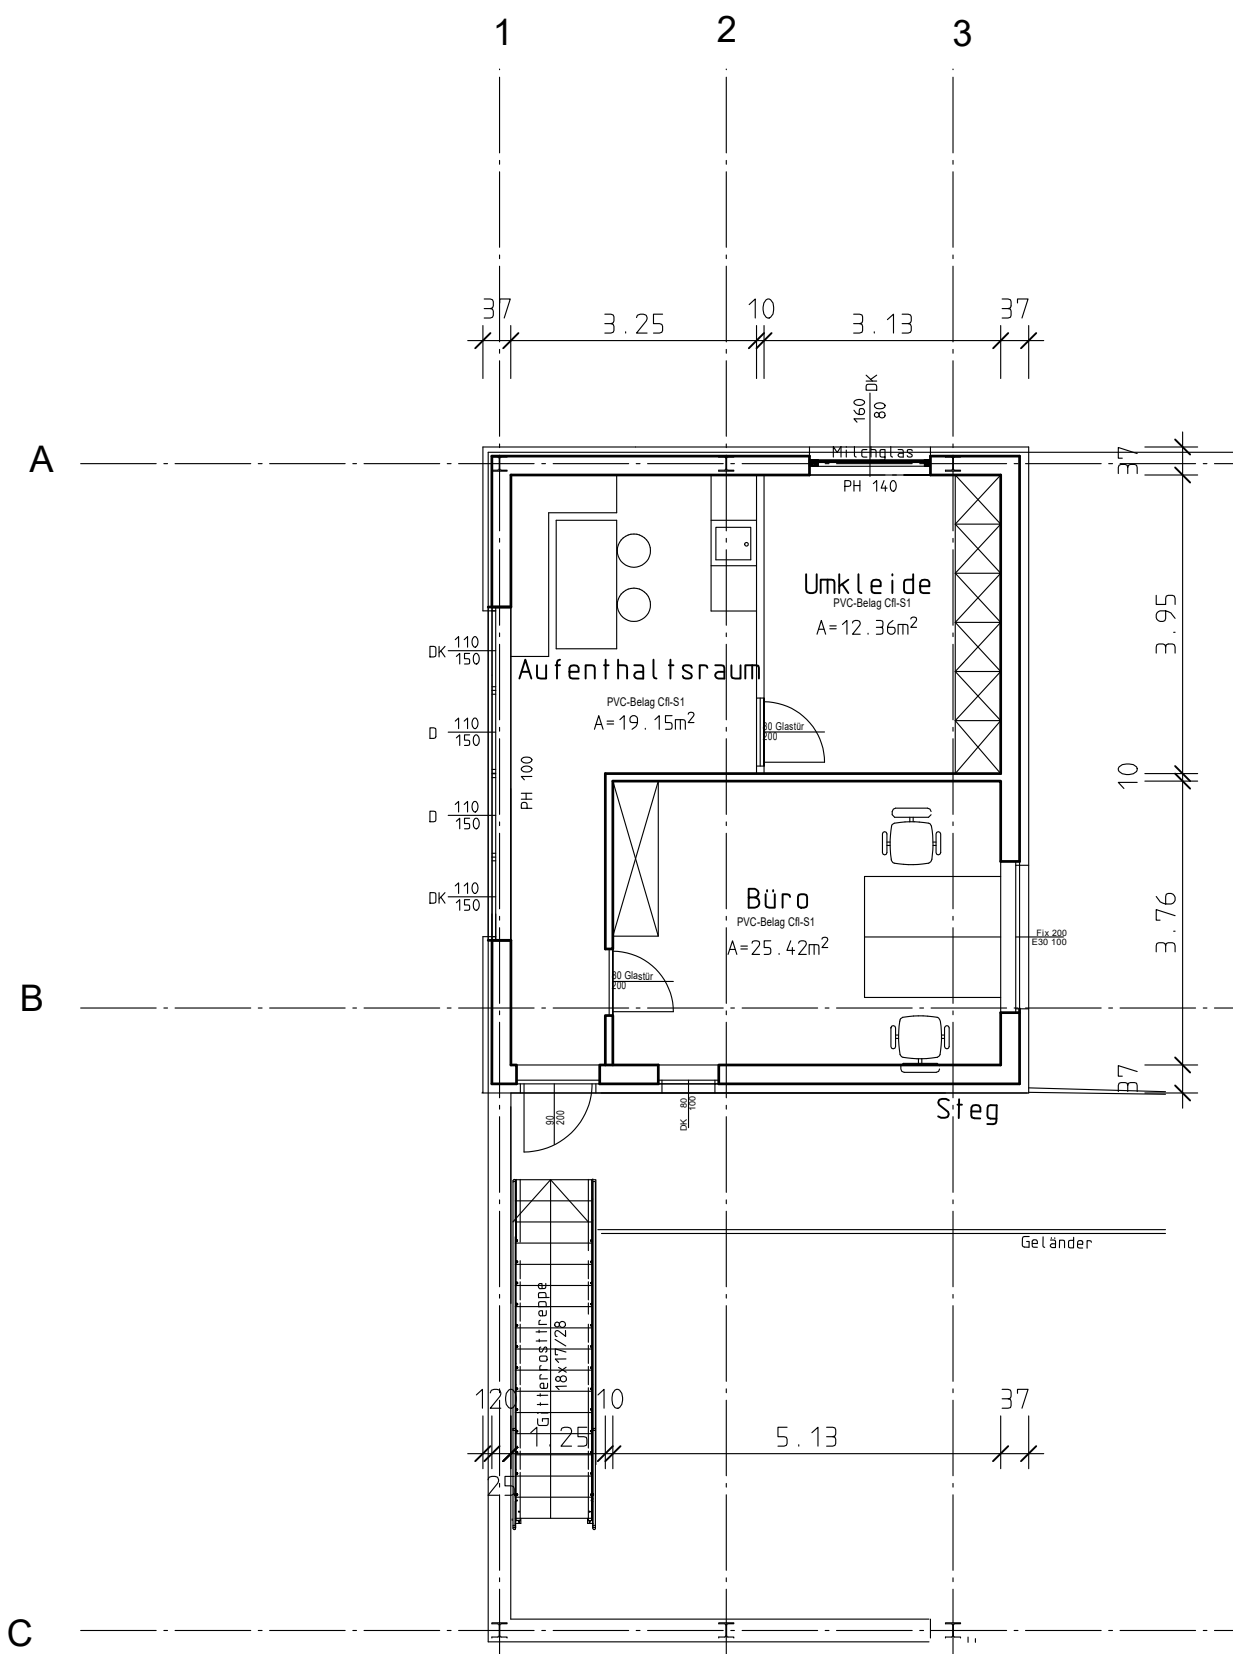 1
2
3
37
3.25
10
3.13
37
160
80
DK
A
Milchglas
PH 140
37
Umkleide
PVC-Belag Cfl-S1
A=12.36m²
3.95
DK 110
150
Aufenthaltsraum
PVC-Belag Cfl-S1
A=19.15m²
D 110
150
80 Glastür
200
PH 100
10
D 110
150
DK 110
150
Büro
PVC-Belag Cfl-S1
A=25.42m²
3.76
Fix 200
E30 100
80 Glastür
200
B
37
90
200
DK 80
100
Steg
Geländer
Gitterrosttreppe
18x17/28
120
10
37
1.25
5.13
25
C